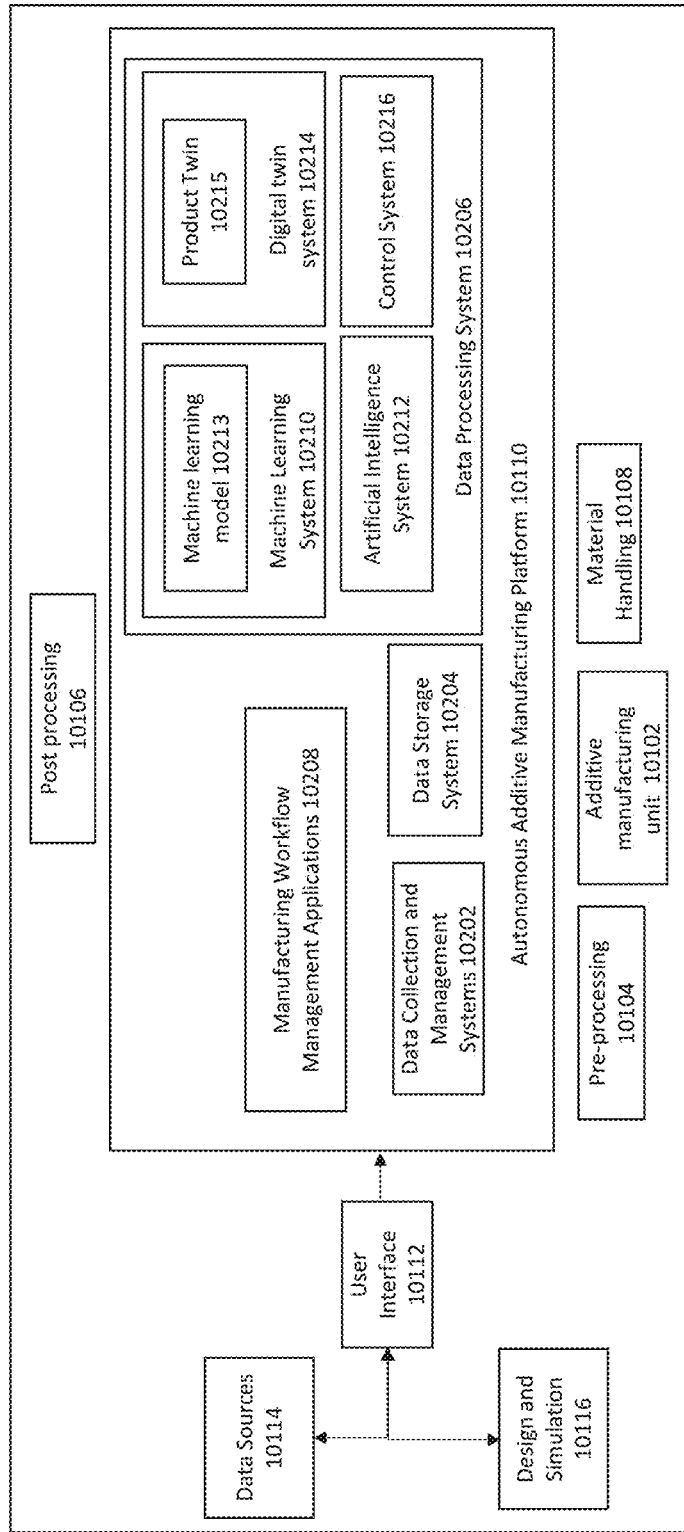 Post processing
10106
Data Sources
10114
User
Interface
10112
Design and
Simulation
10116
Manufacturing Workflow
Management Applications 10208
Data Collection and
Management
Systems 10202
Data Storage
System 10204
Machine learning
model 10213
Machine Learning
System 10210
Product Twin
10215
Digital twin
system 10214
Artificial Intelligence
System 10212
Control System 10216
Data Processing System 10206
Autonomous Additive Manufacturing Platform 10110
Pre-processing
10104
Additive
manufacturing
unit 10102
Material
Handling 10108